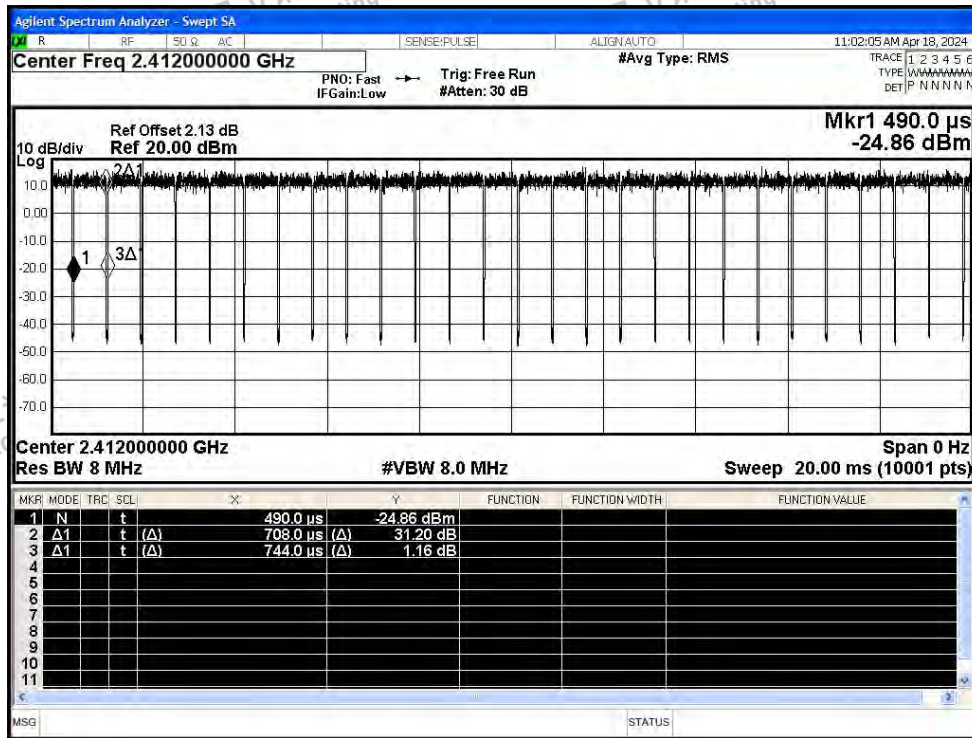 Agilent Spectrum Analyzer - Swept SA
LXI R RF 50 Ω AC SENSE:PULSE ALIGN AUTO 11:02:05 AM Apr 18, 2024
Center Freq 2.412000000 GHz
#Avg Type: RMS
TRACE 1 2 3 4 5 6
TYPE
DET P N N N N N
PNO: Fast
IFGain:Low
Trig: Free Run
#Atten: 30 dB
Mkr1 490.0 µs
-24.86 dBm
Ref Offset 2.13 dB
10 dB/div Ref 20.00 dBm
Log
2Δ1
10.0
0.00
-10.0
1
3Δ1
-20.0
-30.0
-40.0
-50.0
-60.0
-70.0
Center 2.412000000 GHz Span 0 Hz
Res BW 8 MHz #VBW 8.0 MHz Sweep 20.00 ms (10001 pts)
MKR MODE TRC SCL X Y FUNCTION FUNCTION WIDTH FUNCTION VALUE
1 N t 490.0 µs -24.86 dBm
2 Δ1 t (Δ) 708.0 µs (Δ) 31.20 dB
3 Δ1 t (Δ) 744.0 µs (Δ) 1.16 dB
4
5
6
7
8
9
10
11
MSG STATUS